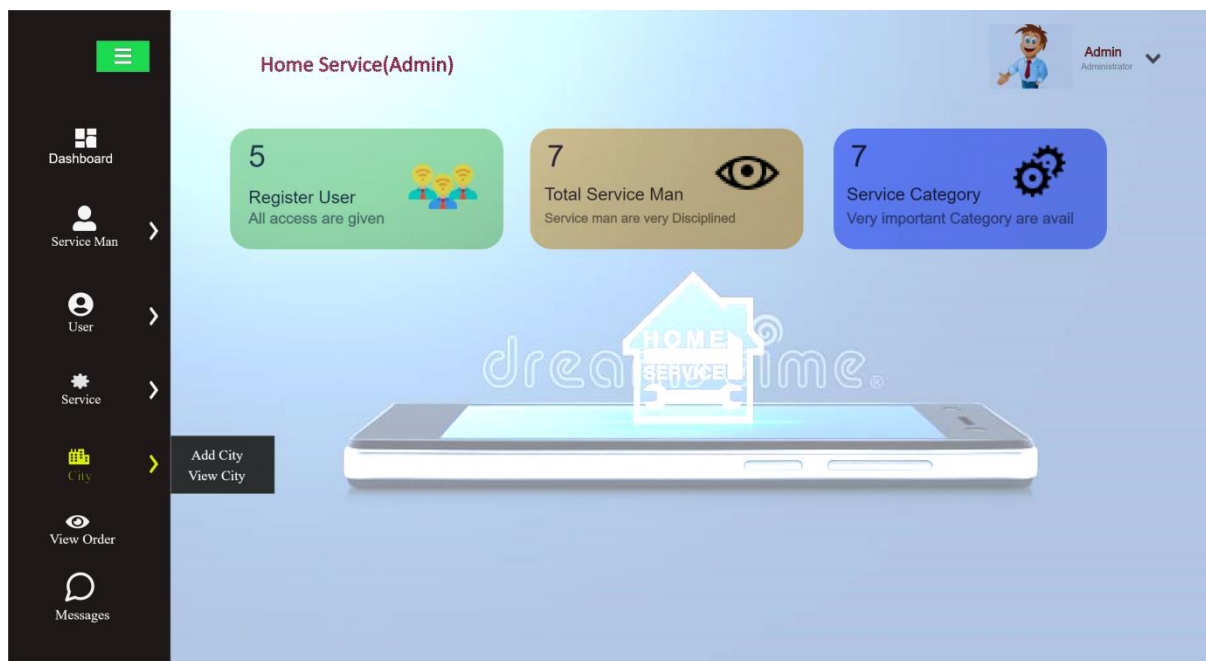 Home Service(Admin)
Admin
Administrator
Dashboard
Service Man
User
Service
City
Add City
View City
View Order
Messages
5
Register User
All access are given
7
Total Service Man
Service man are very Disciplined
7
Service Category
Very important Category are avail
dreamstime.
HOME
SERVICE